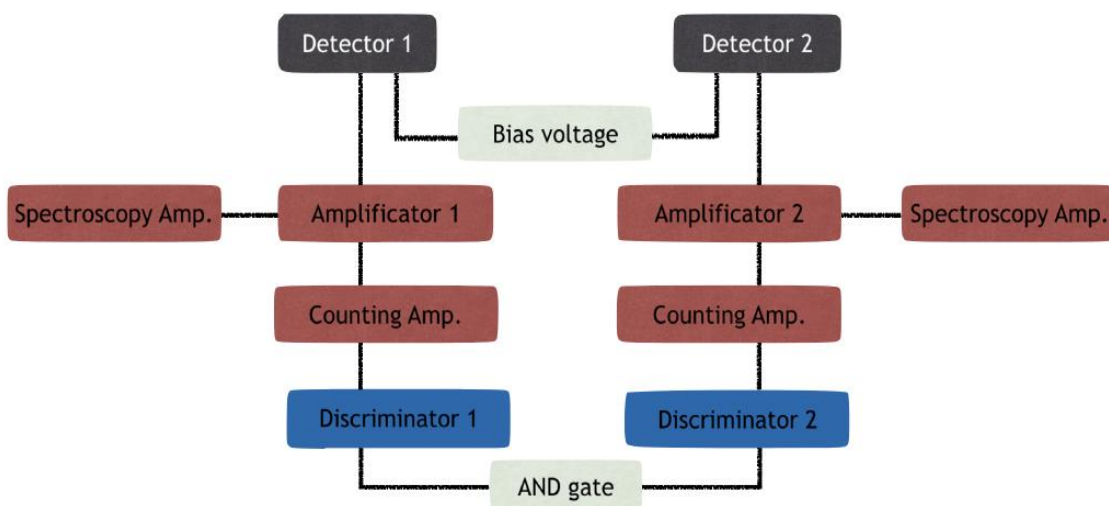 Detector 1
Detector 2
Bias voltage
Spectroscopy Amp.
Amplificator 1
Amplificator 2
Spectroscopy Amp.
Counting Amp.
Counting Amp.
Discriminator 1
Discriminator 2
AND gate